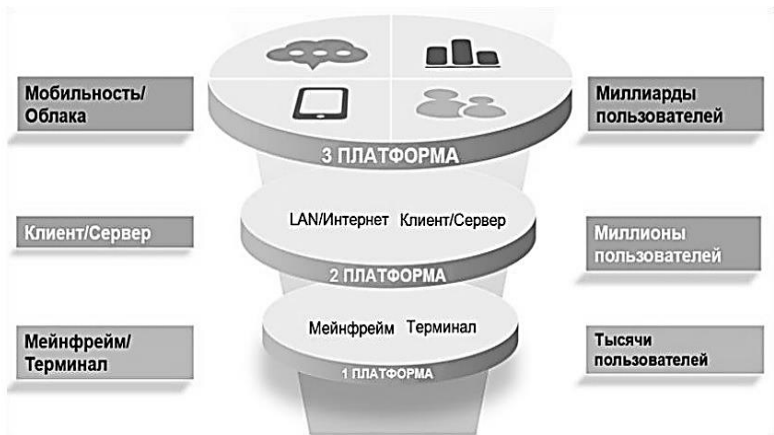 Мобильность/
Облака
3 ПЛАТФОРМА
Миллиарды
пользователей
Клиент/Сервер
LAN/Интернет Клиент/Сервер
2 ПЛАТФОРМА
Миллионы
пользователей
Мейнфрейм/
Терминал
Мейнфрейм Терминал
1 ПЛАТФОРМА
Тысячи
пользователей